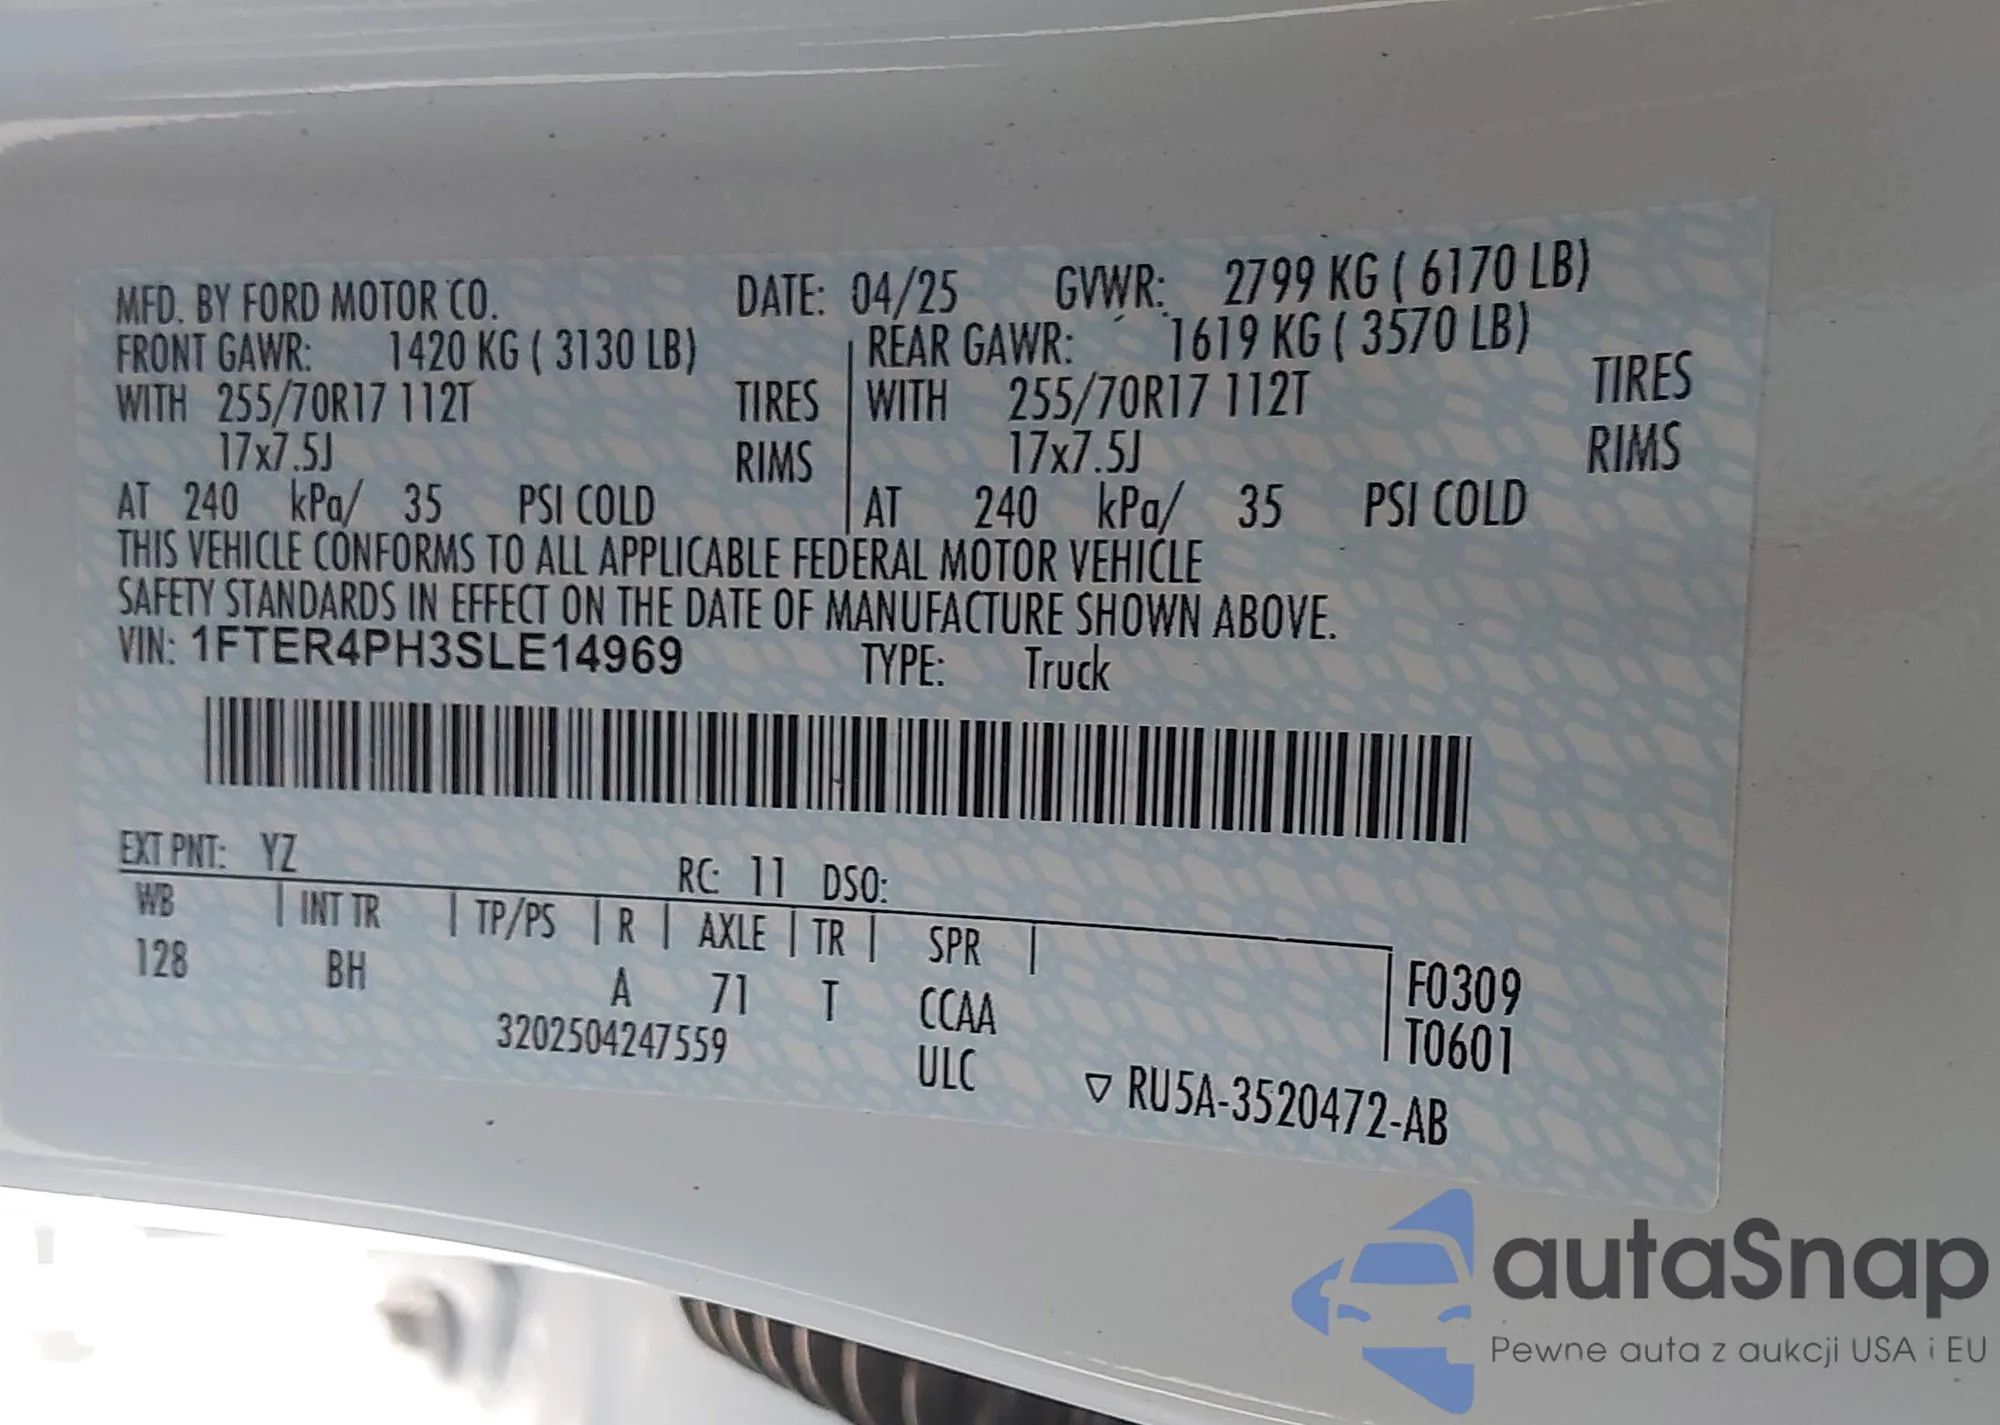 MFD. BY FORD MOTOR CO. DATE: 04/25 GVWR: 2799 KG ( 6170 LB)
FRONT GAWR: 1420 KG ( 3130 LB) REAR GAWR: 1619 KG ( 3570 LB)
WITH 255/70R17 112T TIRES WITH 255/70R17 112T TIRES
17x7.5J RIMS 17x7.5J RIMS
AT 240 kPa/ 35 PSI COLD AT 240 kPa/ 35 PSI COLD
THIS VEHICLE CONFORMS TO ALL APPLICABLE FEDERAL MOTOR VEHICLE
SAFETY STANDARDS IN EFFECT ON THE DATE OF MANUFACTURE SHOWN ABOVE.
VIN: 1FTER4PH3SLE14969 TYPE: Truck
EXT PNT: YZ RC: 11 DSO:
WB | INT TR | TP/PS | R | AXLE | TR | SPR |
128 BH A 71 T CCAA F0309
3202504247559 ULC T0601
▽ RU5A-3520472-AB
autaSnap
Pewne auta z aukcji USA i EU